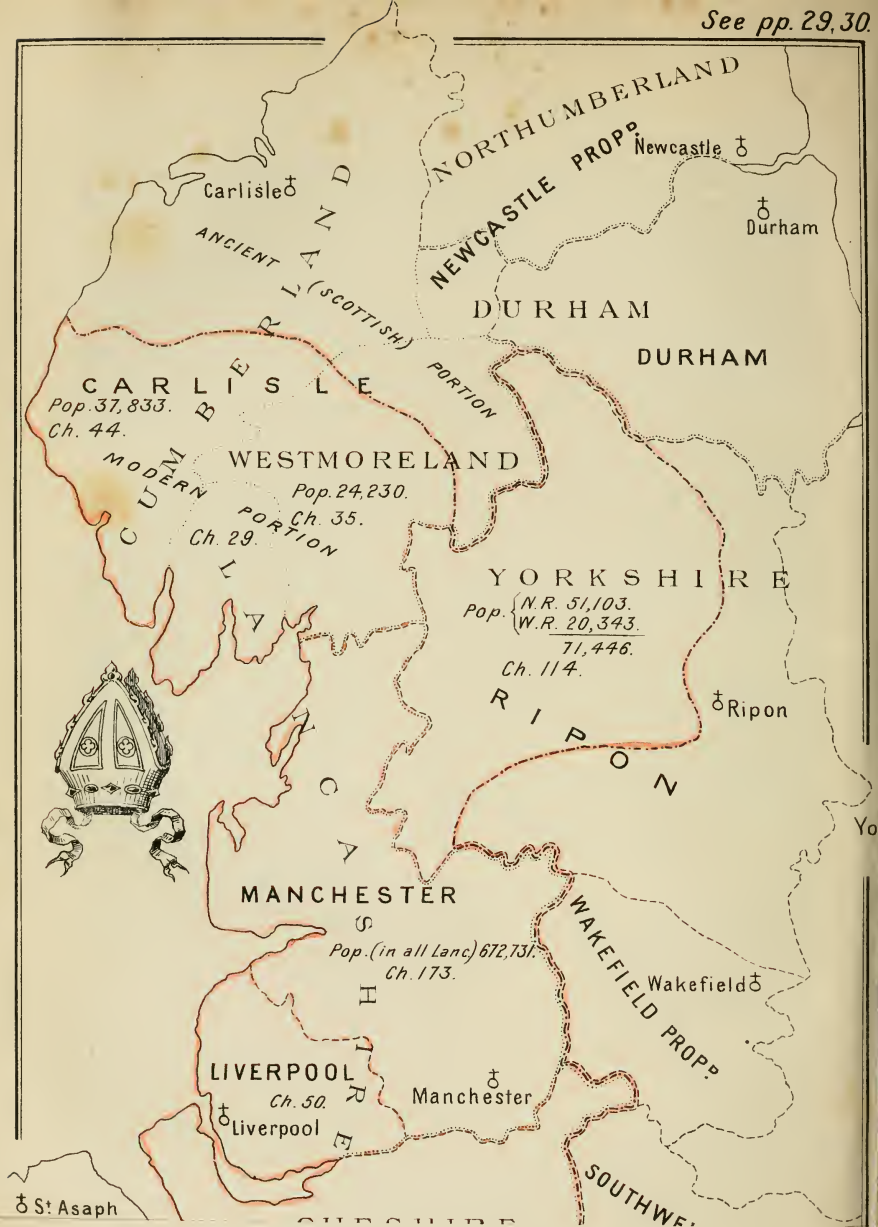 See pp. 29, 30.
NORTHUMBERLAND
NEWCASTLE PROPD.
Newcastle
Carlisle
Durham
ANCIENT (SCOTTISH) PORTION
CUMBERLAND
DURHAM
DURHAM
CARLISLE
Pop. 37,833.
Ch. 44.
MODERN PORTION
WESTMORELAND
Pop. 24,230.
Ch. 35.
Ch. 29.
YORKSHIRE
Pop. { N.R. 51,103.
W.R. 20,343.
71,446.
Ch. 114.
RIPON
Ripon
LANCASHIRE
Yo
MANCHESTER
Pop. (in all Lanc) 672,731.
Ch. 173.
WAKEFIELD PROPD.
Wakefield
LIVERPOOL
Ch. 50.
Liverpool
Manchester
St. Asaph
SOUTHWE